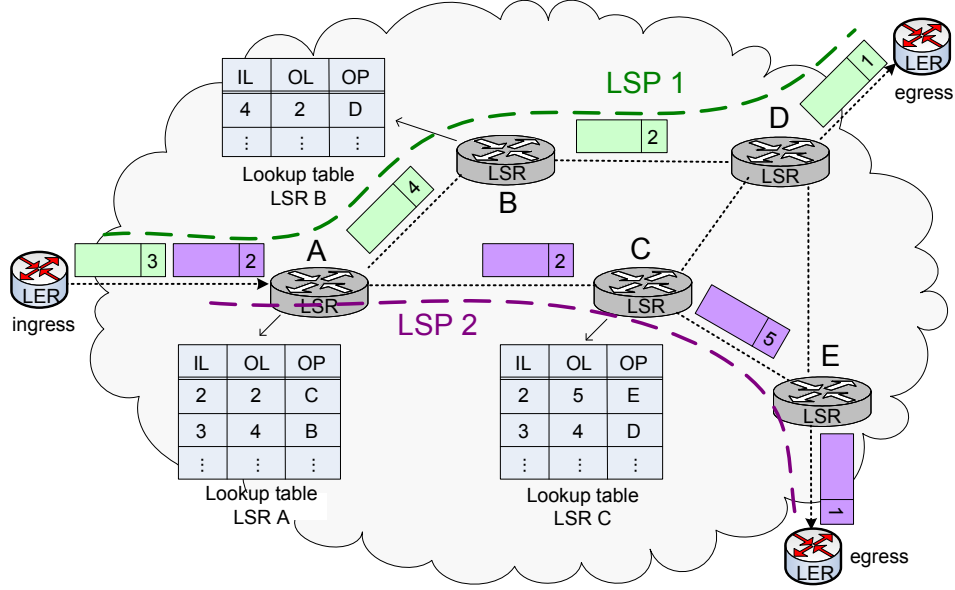 LER
egress
1
LSP 1
IL OL OP
4 2 D
⋮ ⋮ ⋮
Lookup table
LSR B
LSR
B
2
D
LSR
4
LER
ingress
3
2
A
LSR
2
C
LSR
LSP 2
5
E
LSR
IL OL OP
2 2 C
3 4 B
⋮ ⋮ ⋮
Lookup table
LSR A
IL OL OP
2 5 E
3 4 D
⋮ ⋮ ⋮
Lookup table
LSR C
1
LER
egress